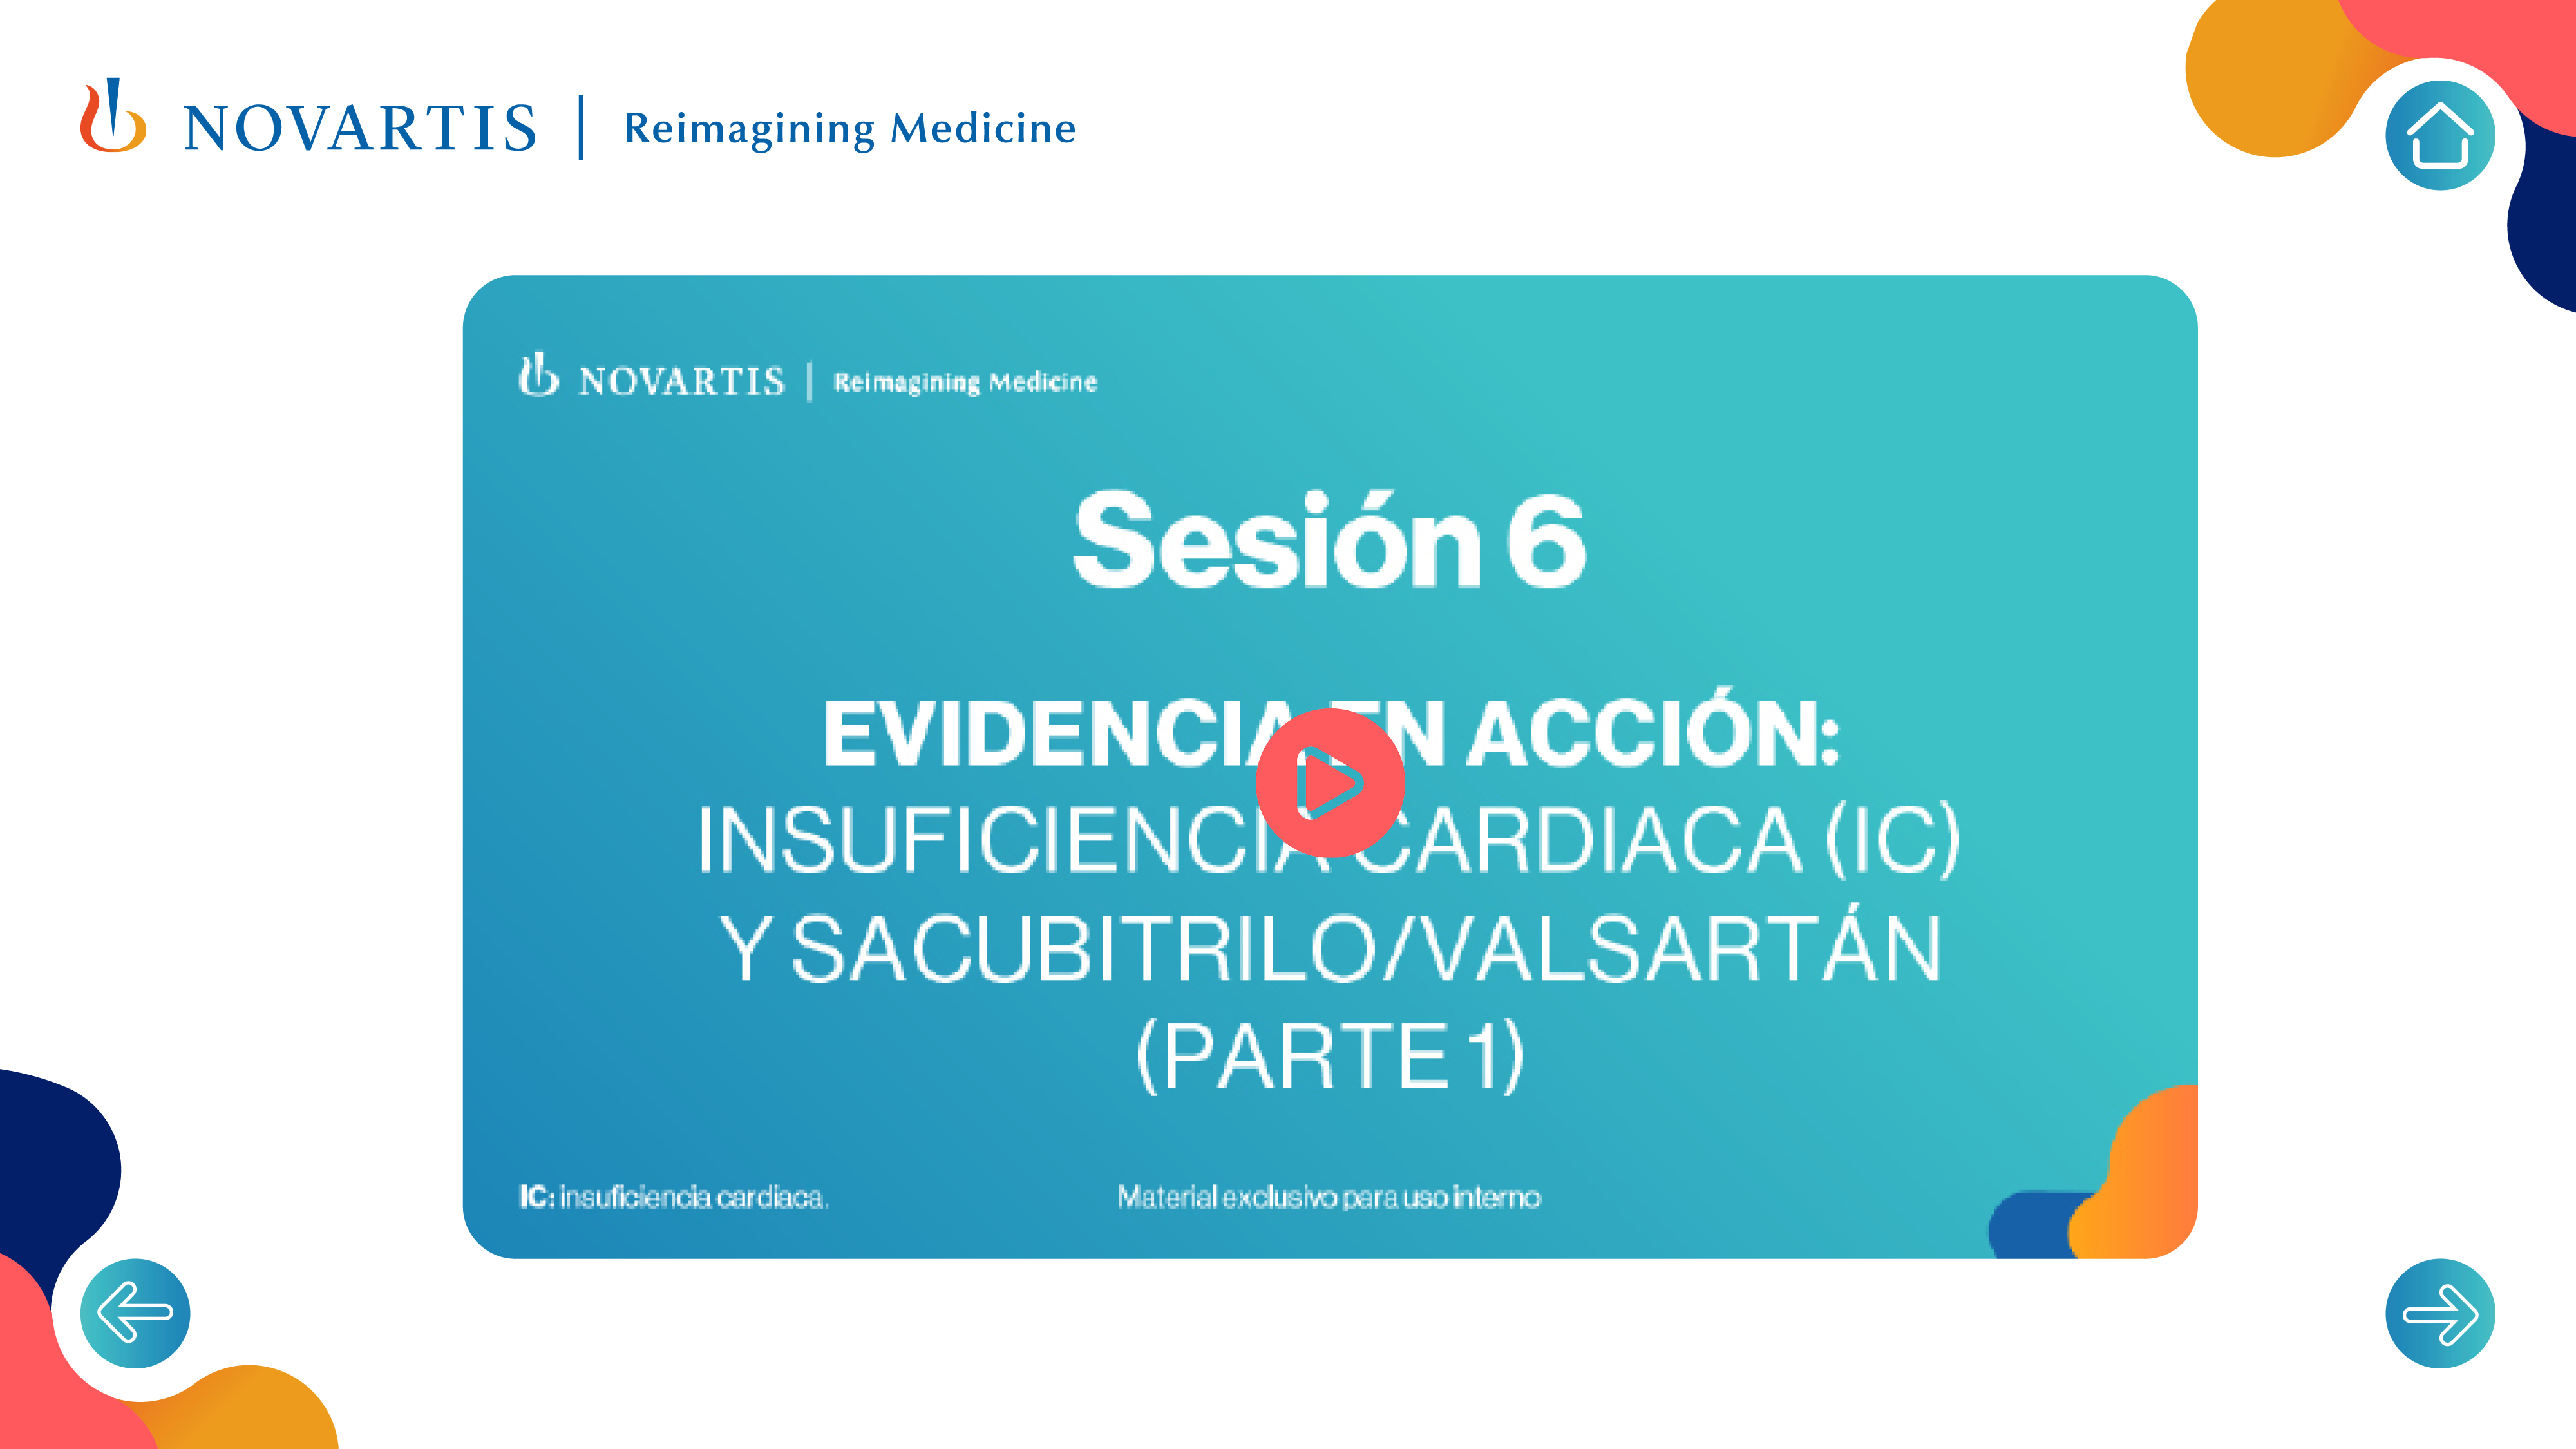 NOVARTIS | Reimagining Medicine
NOVARTIS | Reimagining Medicine
Sesión 6
EVIDENCIA EN ACCIÓN:
INSUFICIENCIA CARDIACA (IC)
Y SACUBITRILO/VALSARTÁN
(PARTE 1)
IC: insuficiencia cardiaca.
Material exclusivo para uso interno